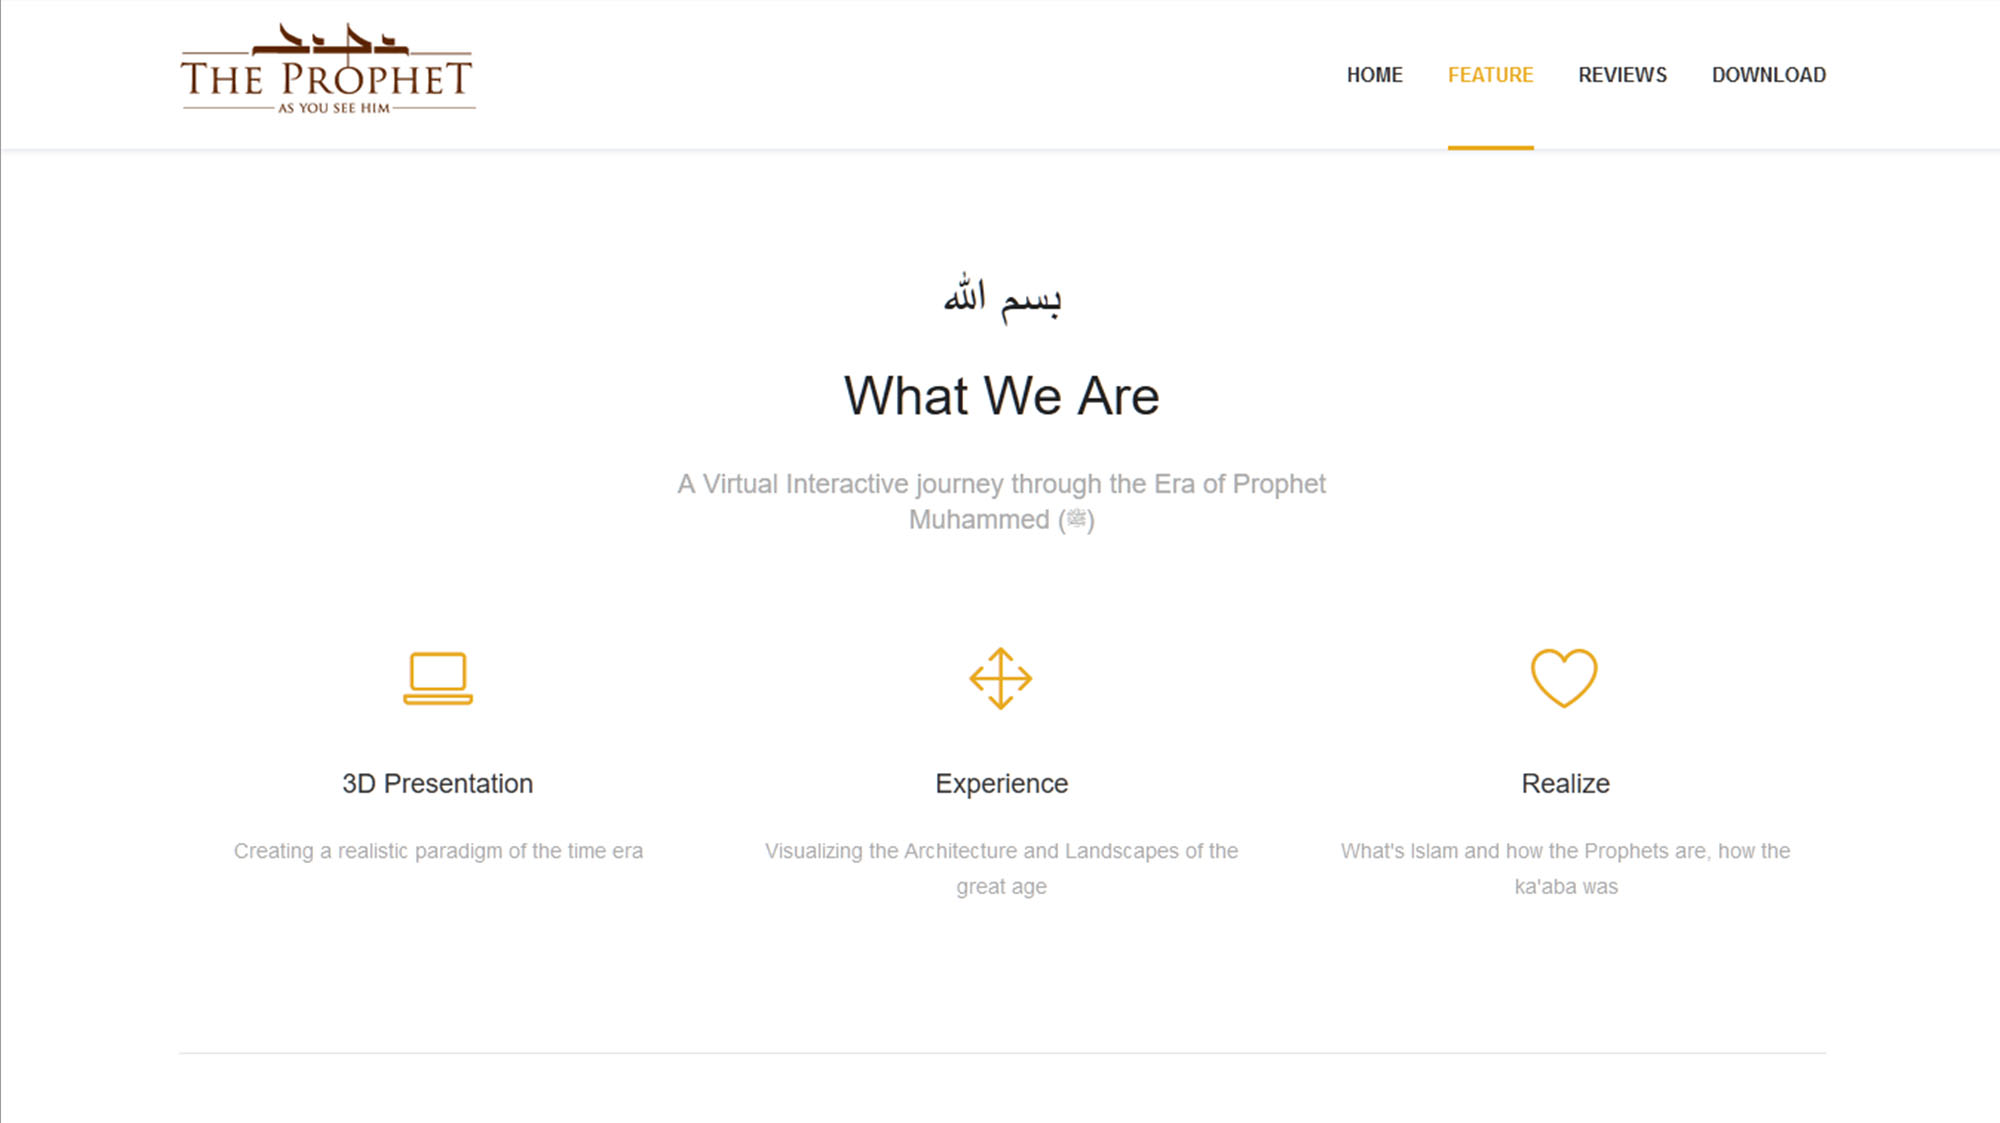 THE PROPHET
AS YOU SEE HIM
HOME FEATURE REVIEWS DOWNLOAD
بسم الله
What We Are
A Virtual Interactive journey through the Era of Prophet
Muhammed (ﷺ)
3D Presentation
Creating a realistic paradigm of the time era
Experience
Visualizing the Architecture and Landscapes of the
great age
Realize
What's Islam and how the Prophets are, how the
ka'aba was